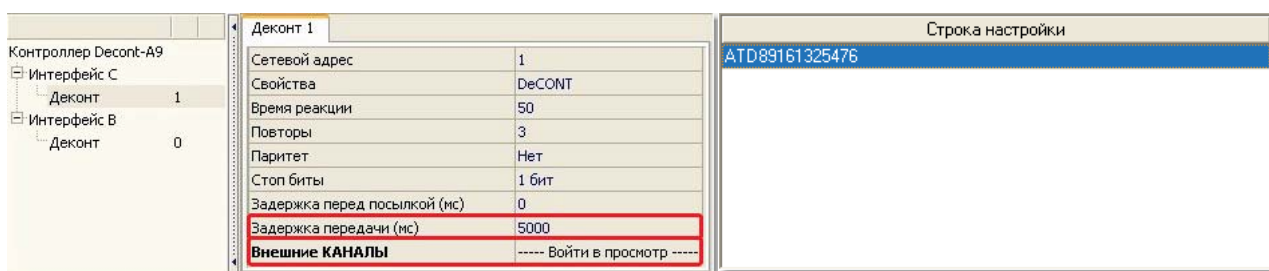 Контроллер Decont-A9
Интерфейс C
Деконт 1
Интерфейс B
Деконт 0
Деконт 1
Сетевой адрес 1
Свойства DeCONT
Время реакции 50
Повторы 3
Паритет Нет
Стоп биты 1 бит
Задержка перед посылкой (мс) 0
Задержка передачи (мс) 5000
Внешние КАНАЛЫ ----- Войти в просмотр -----
Строка настройки
ATD89161325476